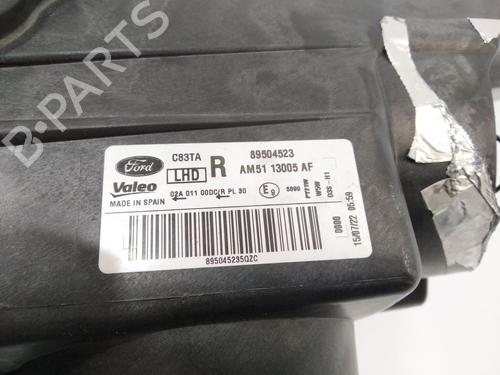 B-PARTS
Ford
C83TA
89504523
LHD
R
AM51 13005 AF
Valeo
02A 011 00DC/R PL 30
E9
5899
PY21W
W5W
D3S-H1
MADE IN SPAIN
0000
15/07/22 05:59
895045235QZC